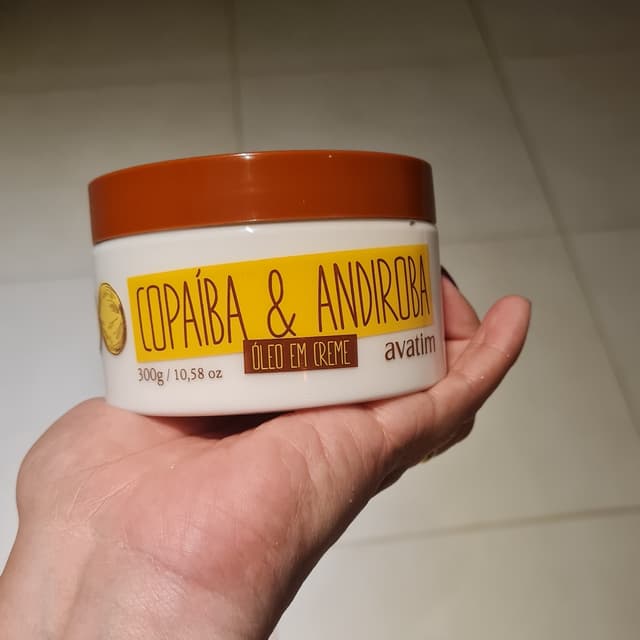 COPAÍBA & ANDIROBA
ÓLEO EM CREME
300g / 10,58 oz
avatim